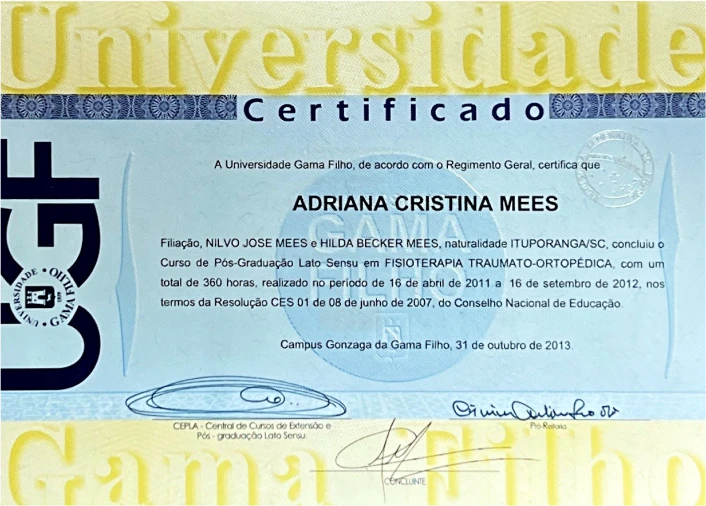 Universidade
Certificado
UGF
UNIVERSIDADE
GAMA FILHO
A Universidade Gama Filho, de acordo com o Regimento Geral, certifica que
ADRIANA CRISTINA MEES
Filiação, NILVO JOSE MEES e HILDA BECKER MEES, naturalidade ITUPORANGA/SC, concluiu o
Curso de Pós-Graduação Lato Sensu em FISIOTERAPIA TRAUMATO-ORTOPÉDICA, com um
total de 360 horas, realizado no período de 16 de abril de 2011 a 16 de setembro de 2012, nos
termos da Resolução CES 01 de 08 de junho de 2007, do Conselho Nacional de Educação.
GAMA
FILHO
Campus Gonzaga da Gama Filho, 31 de outubro de 2013.
CEPLA - Central de Cursos de Extensão e
Pós - graduação Lato Sensu
Pró-Reitoria
CONCLUINTE
Gama Filho